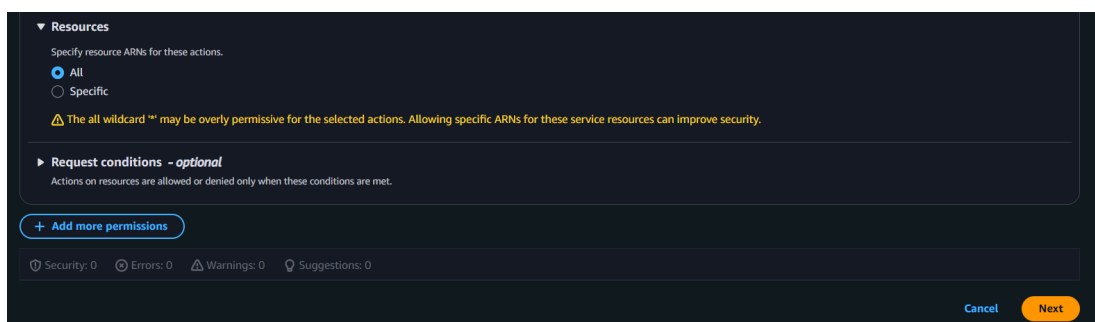 Resources
Specify resource ARNs for these actions.
All
Specific
The all wildcard '*' may be overly permissive for the selected actions. Allowing specific ARNs for these service resources can improve security.
Request conditions - optional
Actions on resources are allowed or denied only when these conditions are met.
+ Add more permissions
Security: 0 Errors: 0 Warnings: 0 Suggestions: 0
Cancel Next